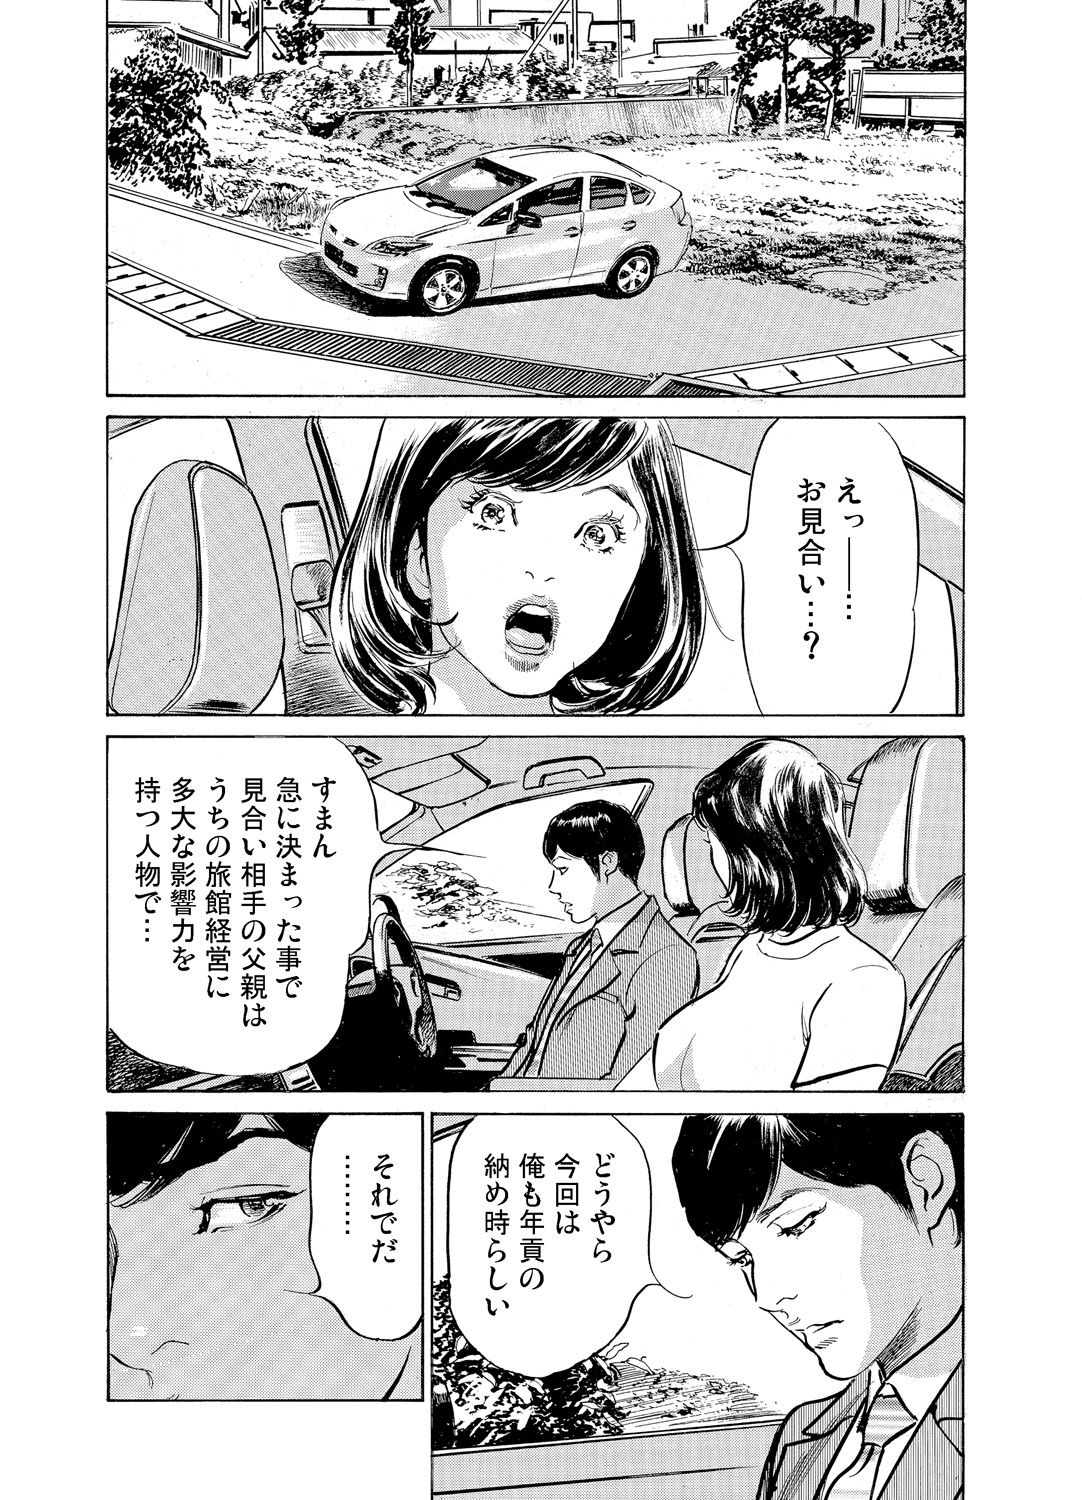 えっ――…
お見合い…？
すまん
急に決まった事で
見合い相手の父親は
うちの旅館経営に
多大な影響力を
持つ人物で…
どうやら
今回は
俺も年貢の
納め時らしい
それでだ
………